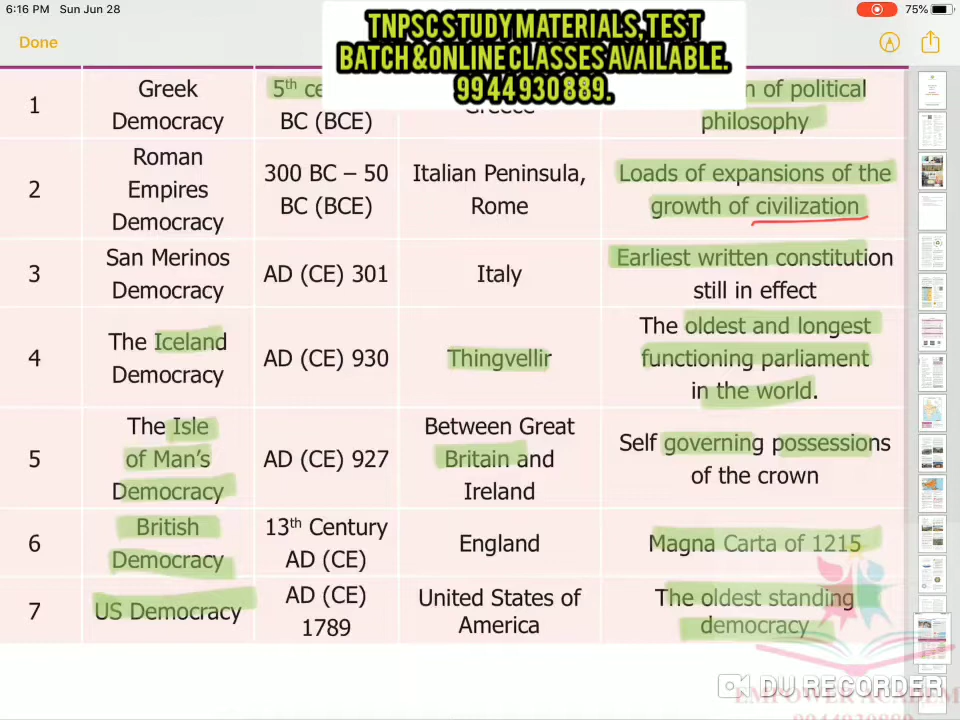 6:16 PM Sun Jun 28
75%
Done
TNPSC STUDY MATERIALS, TEST
BATCH & ONLINE CLASSES AVAILABLE.
9944930889.
1
Greek
Democracy
5th
BC (BCE)
of political
philosophy
2
Roman
Empires
Democracy
300 BC – 50
BC (BCE)
Italian Peninsula,
Rome
Loads of expansions of the
growth of civilization
3
San Merinos
Democracy
AD (CE) 301
Italy
Earliest written constitution
still in effect
4
The Iceland
Democracy
AD (CE) 930
Thingvellir
The oldest and longest
functioning parliament
in the world.
5
The Isle
of Man's
Democracy
AD (CE) 927
Between Great
Britain and
Ireland
Self governing possessions
of the crown
6
British
Democracy
13th Century
AD (CE)
England
Magna Carta of 1215
7
US Democracy
AD (CE)
1789
United States of
America
The oldest standing
democracy
DU RECORDER
EMPOWER ACADEM
9944930889